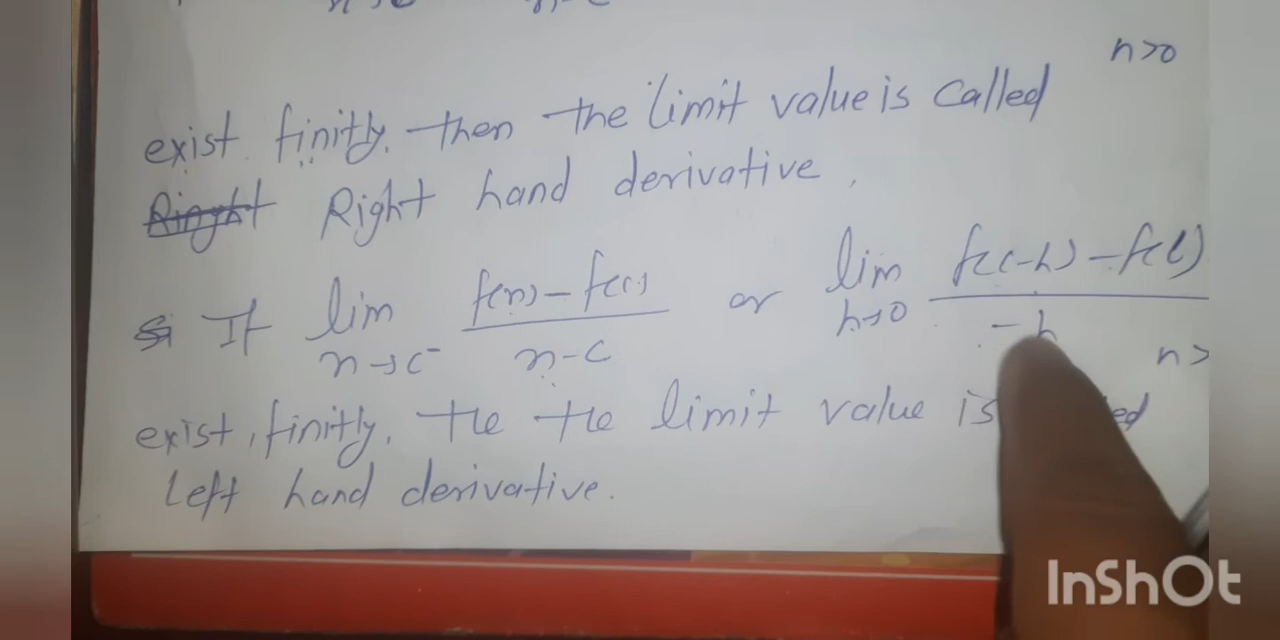 n>0
exist finitly. then the limit value is called
Right Right hand derivative.
If lim n→c⁻ f(n)-f(c) / n-c or lim h→0 f(c-h)-f(c) / -h
n>
exist, finitly. the the limit value is
Left hand derivative.
InShOt